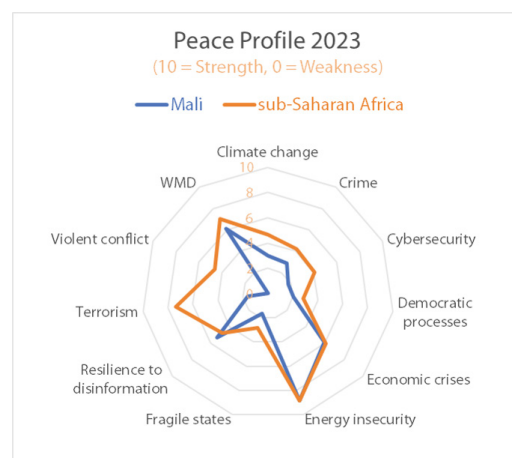 Peace Profile 2023
(10 = Strength, 0 = Weakness)
Mali
sub-Saharan Africa
Climate change
10
8
6
4
2
0
WMD
Crime
Violent conflict
Cybersecurity
Terrorism
Democratic
processes
Resilience to
disinformation
Economic crises
Fragile states
Energy insecurity